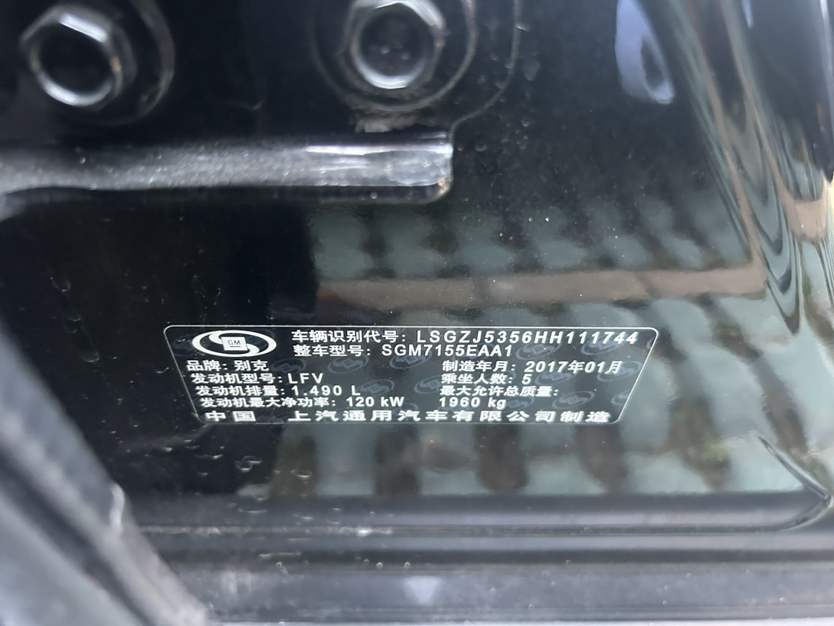 GM
车辆识别代号: LSGZJ5356HH111744
整车型号: SGM7155EAA1
品牌: 别克 制造年月: 2017年01月
发动机型号: LFV 乘坐人数: 5
发动机排量: 1.490 L 最大允许总质量:
发动机最大净功率: 120 kW 1960 kg
中国 上汽通用汽车有限公司制造